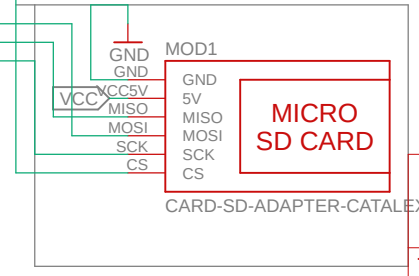 GND
MOD1
GND
GND
VCC
VCC5V
5V
MISO
MISO
MOSI
MOSI
SCK
SCK
CS
CS
MICRO
SD CARD
CARD-SD-ADAPTER-CATALEX